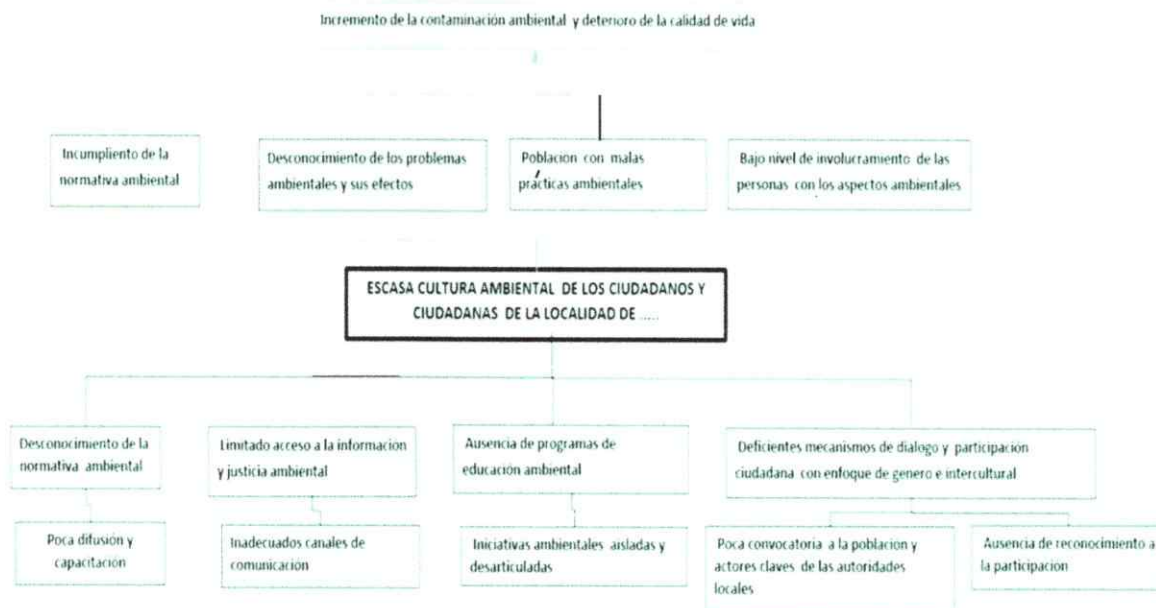 Incremento de la contaminación ambiental y deterioro de la calidad de vida
Incumpliento de la
normativa ambiental
Desconocimiento de los problemas
ambientales y sus efectos
Población con malas
prácticas ambientales
Bajo nivel de involucramiento de las
personas con los aspectos ambientales
ESCASA CULTURA AMBIENTAL DE LOS CIUDADANOS Y
CIUDADANAS DE LA LOCALIDAD DE .....
Desconocimiento de la
normativa ambiental
Limitado acceso a la información
y justicia ambiental
Ausencia de programas de
educación ambiental
Deficientes mecanismos de dialogo y participación
ciudadana con enfoque de genero e intercultural
Poca difusión y
capacitación
Inadecuados canales de
comunicación
Iniciativas ambientales aisladas y
desarticuladas
Poca convocatoria a la poblacion y
actores claves de las autoridades
locales
Ausencia de reconocimiento a
la participacion